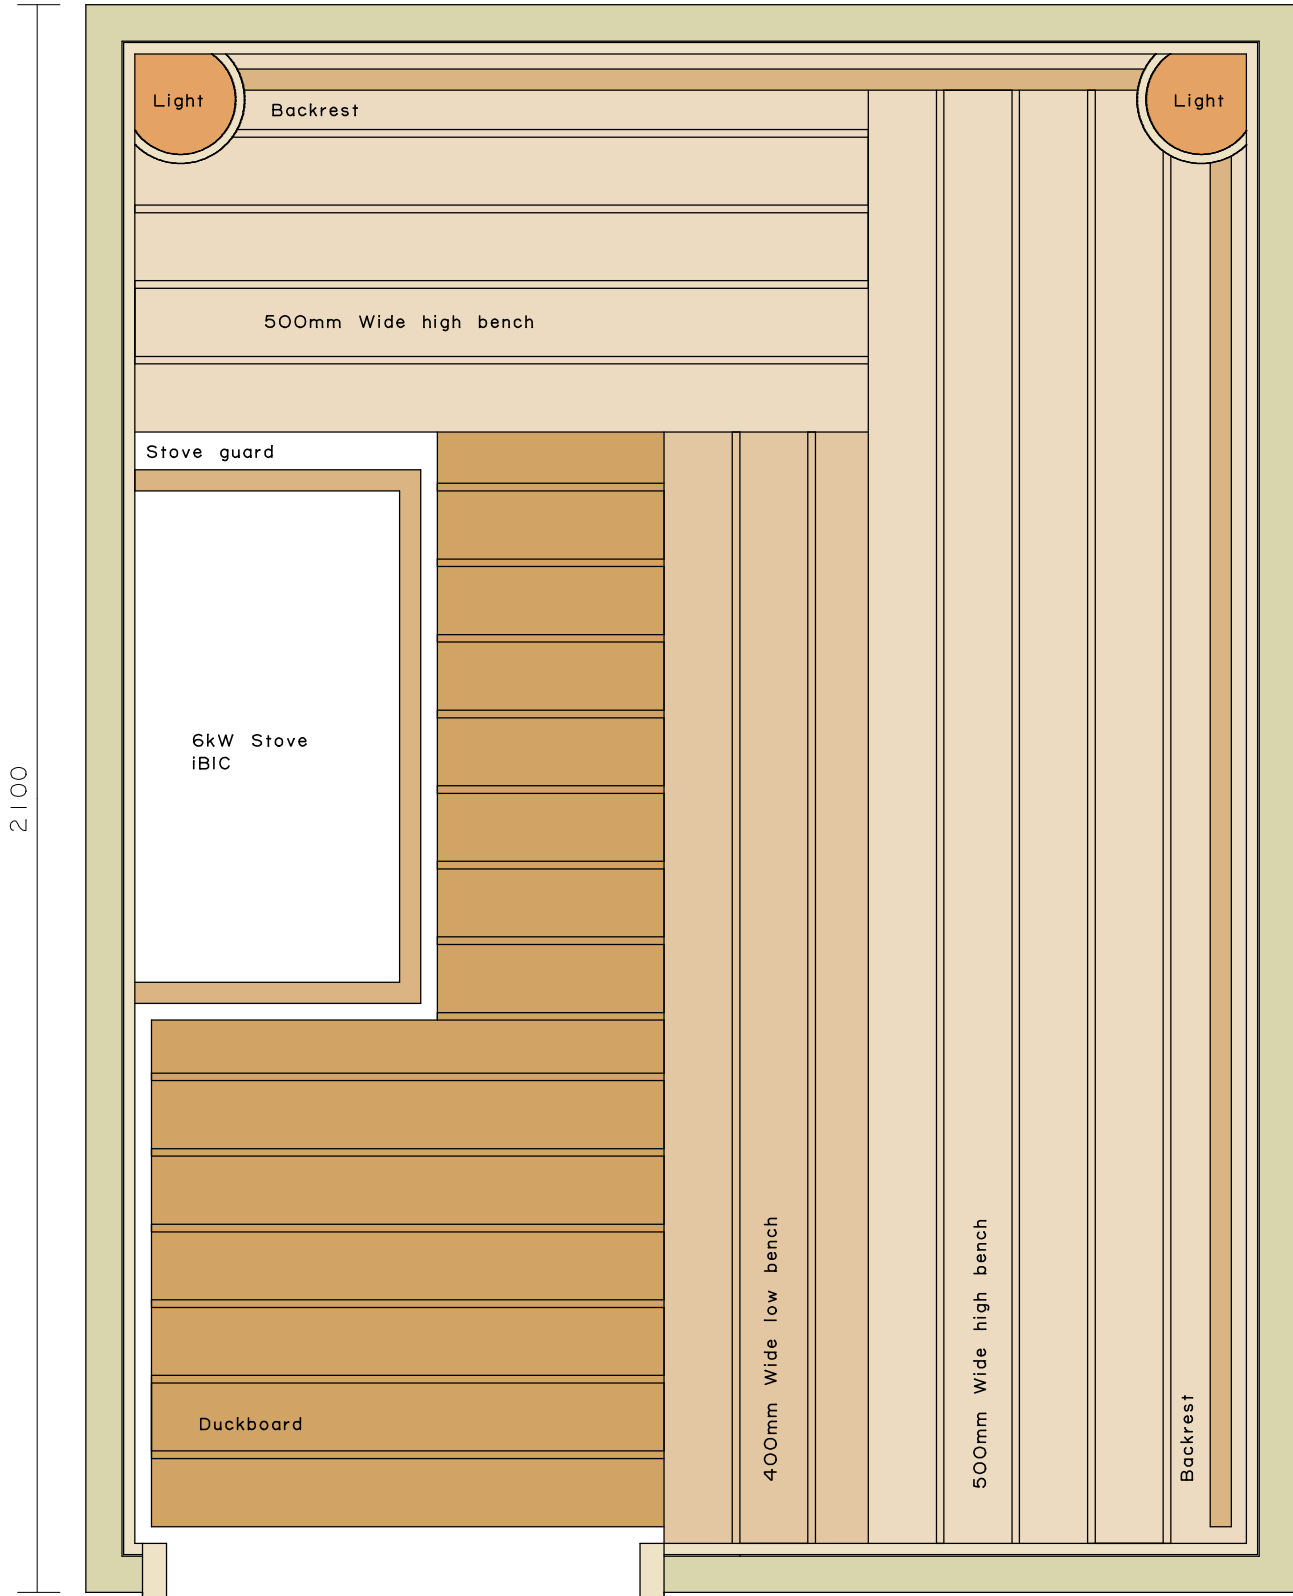 Light
Light
Backrest
500mm Wide high bench
Stove guard
6kW Stove
iBIC
2100
400mm Wide low bench
500mm Wide high bench
Backrest
Duckboard